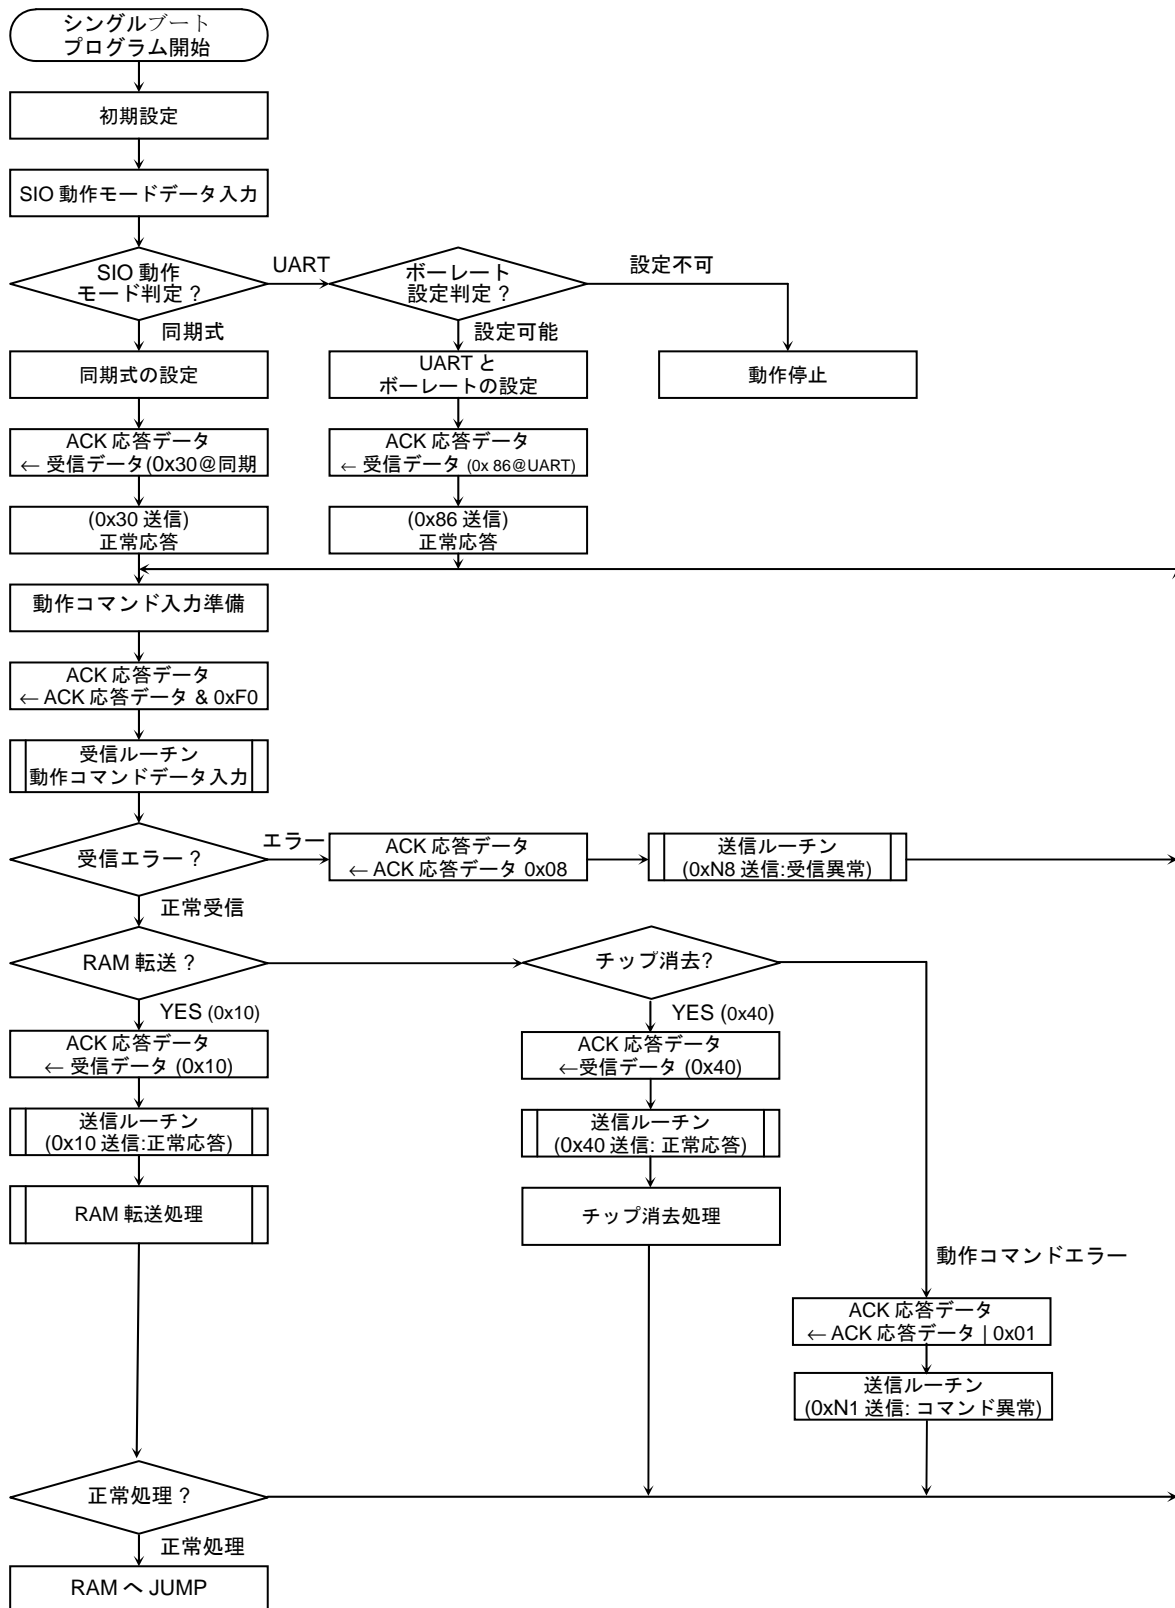 シングルブート
プログラム開始
初期設定
SIO 動作モードデータ入力
SIO 動作
モード判定 ?
UART
ボーレート
設定判定 ?
設定不可
同期式
設定可能
同期式の設定
UART と
ボーレートの設定
動作停止
ACK 応答データ
← 受信データ(0x30@同期
ACK 応答データ
← 受信データ (0x 86@UART)
(0x30 送信)
正常応答
(0x86 送信)
正常応答
動作コマンド入力準備
ACK 応答データ
← ACK 応答データ & 0xF0
受信ルーチン
動作コマンドデータ入力
受信エラー ?
エラー
ACK 応答データ
← ACK 応答データ 0x08
送信ルーチン
(0xN8 送信:受信異常)
正常受信
RAM 転送 ?
チップ消去?
YES (0x10)
YES (0x40)
ACK 応答データ
← 受信データ (0x10)
ACK 応答データ
←受信データ (0x40)
送信ルーチン
(0x10 送信:正常応答)
送信ルーチン
(0x40 送信: 正常応答)
RAM 転送処理
チップ消去処理
動作コマンドエラー
ACK 応答データ
← ACK 応答データ | 0x01
送信ルーチン
(0xN1 送信: コマンド異常)
正常処理 ?
正常処理
RAM へ JUMP